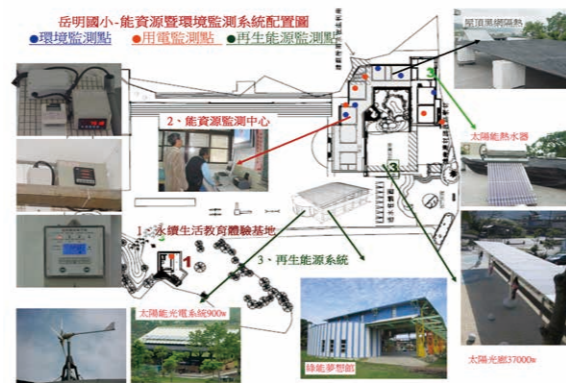 岳明國小-能資源暨環境監測系統配置圖
●環境監測點 ●用電監測點 ●再生能源監測點
屋頂黑網隔熱
3
2、能資源監測中心
太陽能熱水器
3
1、永續生活教育體驗基地
3
1
3、再生能源系統
太陽能光電系統900w
綠能夢想館
太陽光廊37000w